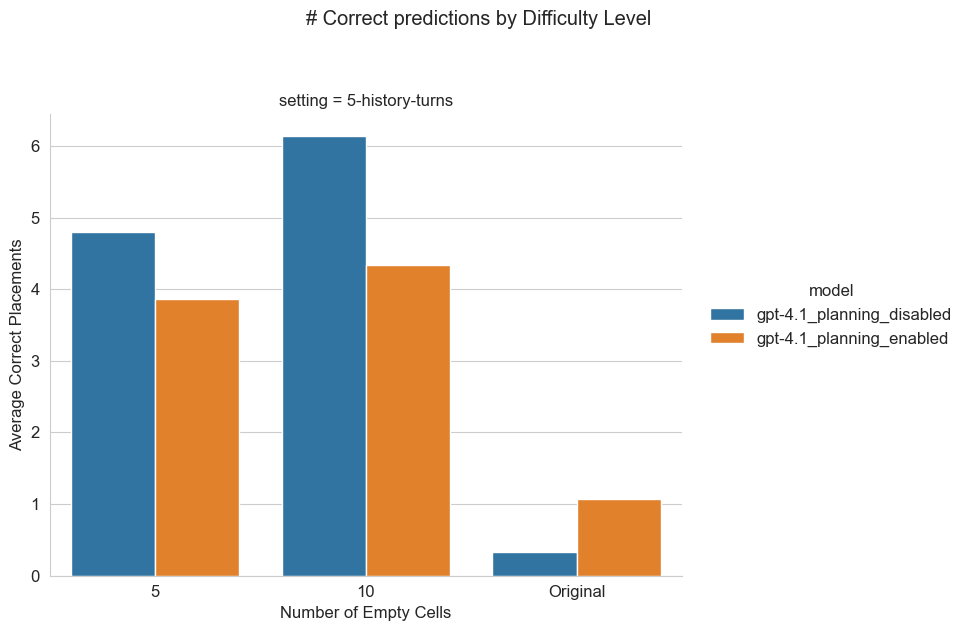 # Correct predictions by Difficulty Level
setting = 5-history-turns
Average Correct Placements
6
5
4
3
2
1
0
5
10
Original
Number of Empty Cells
model
gpt-4.1_planning_disabled
gpt-4.1_planning_enabled